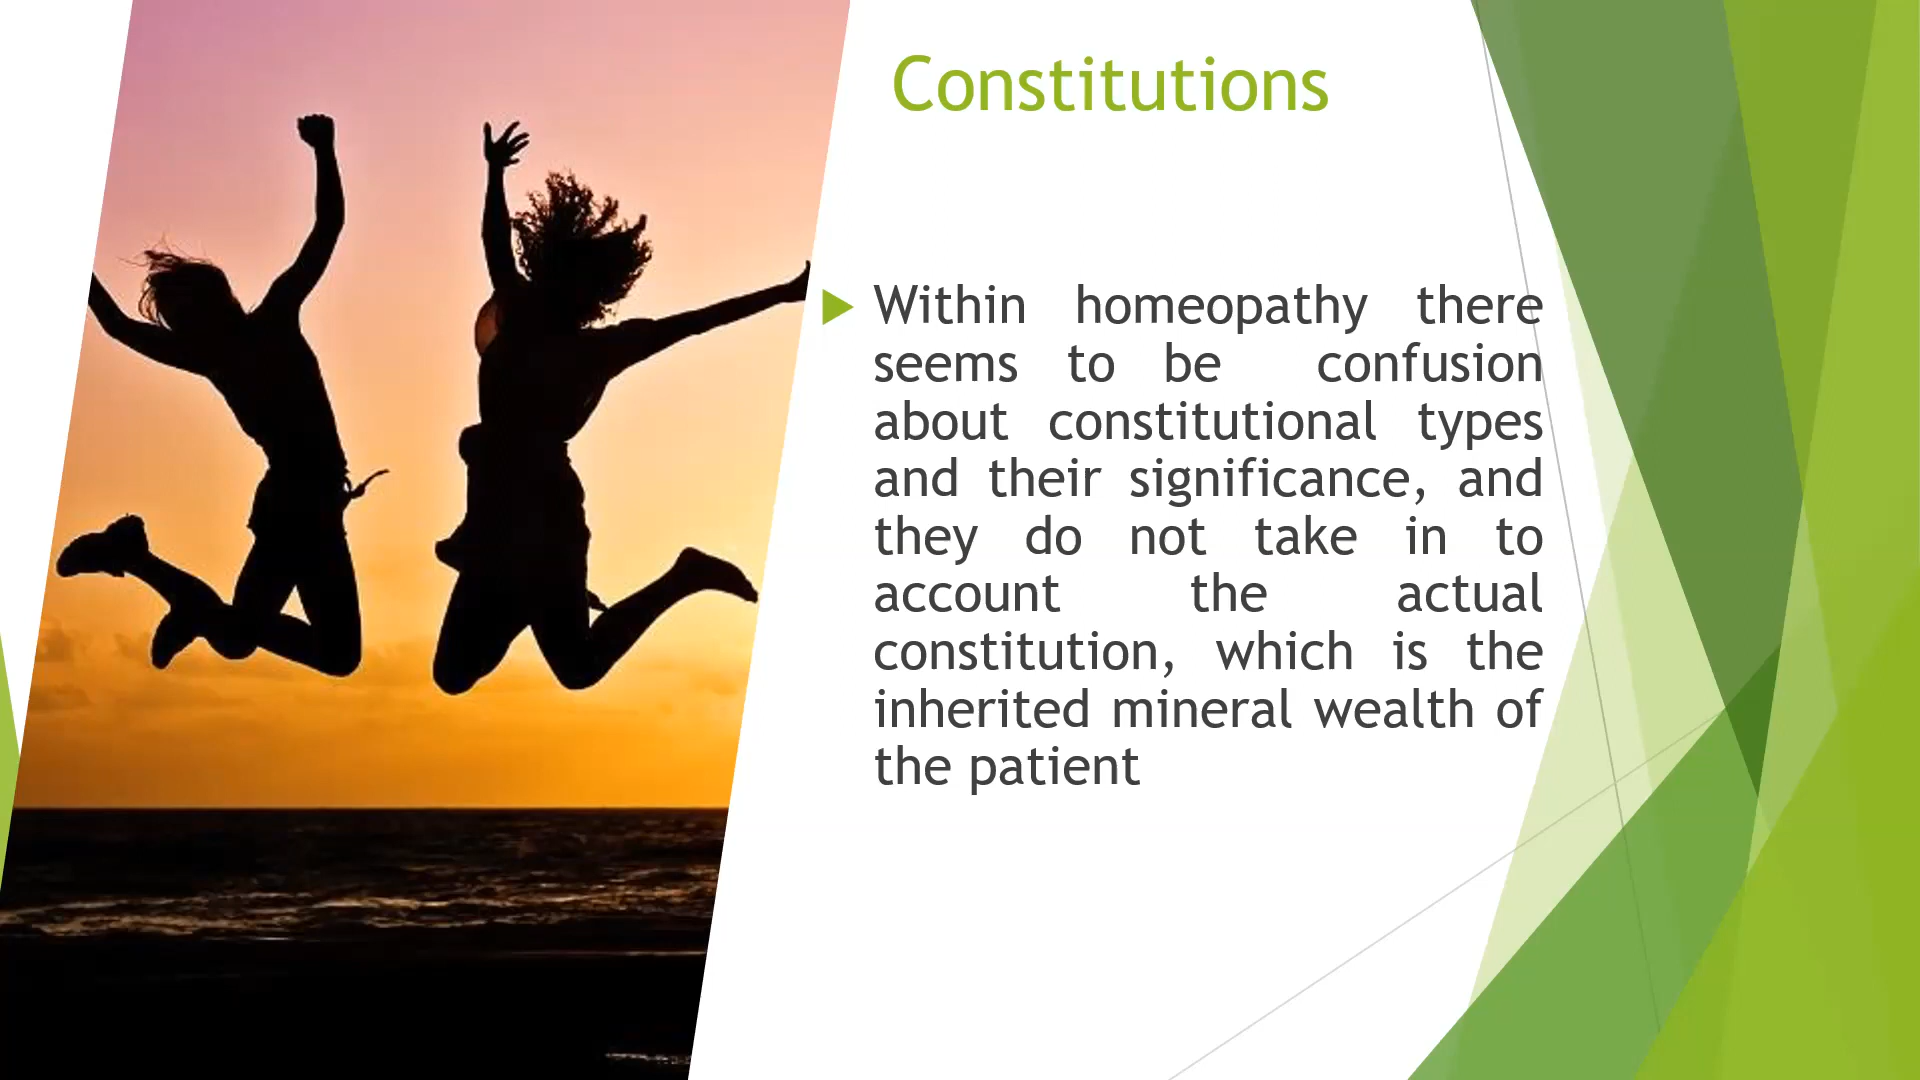 Constitutions
Within homeopathy there
seems to be confusion
about constitutional types
and their significance, and
they do not take in to
account the actual
constitution, which is the
inherited mineral wealth of
the patient